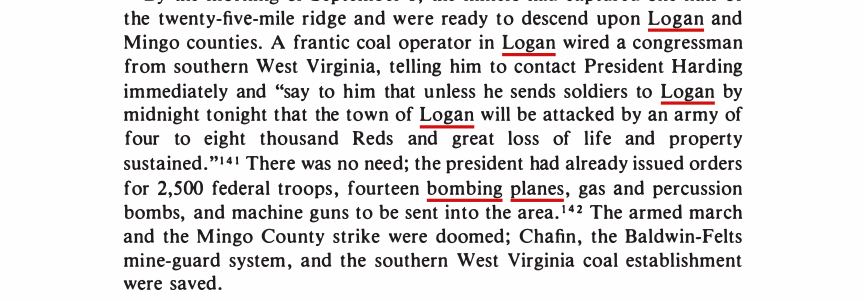 the twenty-five-mile ridge and were ready to descend upon Logan and
Mingo counties. A frantic coal operator in Logan wired a congressman
from southern West Virginia, telling him to contact President Harding
immediately and “say to him that unless he sends soldiers to Logan by
midnight tonight that the town of Logan will be attacked by an army of
four to eight thousand Reds and great loss of life and property
sustained.”¹⁴¹ There was no need; the president had already issued orders
for 2,500 federal troops, fourteen bombing planes, gas and percussion
bombs, and machine guns to be sent into the area.¹⁴² The armed march
and the Mingo County strike were doomed; Chafin, the Baldwin-Felts
mine-guard system, and the southern West Virginia coal establishment
were saved.